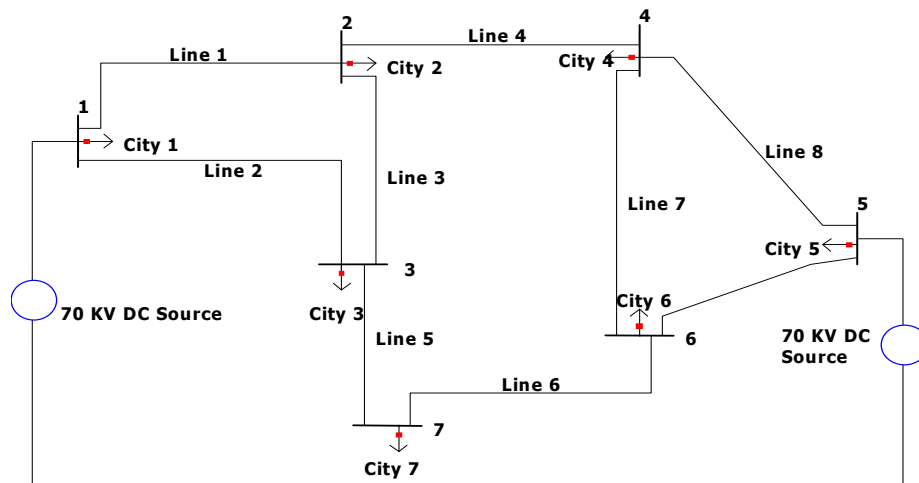 2
4
Line 4
Line 1
City 2
City 4
1
City 1
Line 8
Line 2
Line 3
Line 7
5
City 5
3
City 6
City 3
70 KV DC Source
Line 5
6
70 KV DC
Source
Line 6
7
City 7